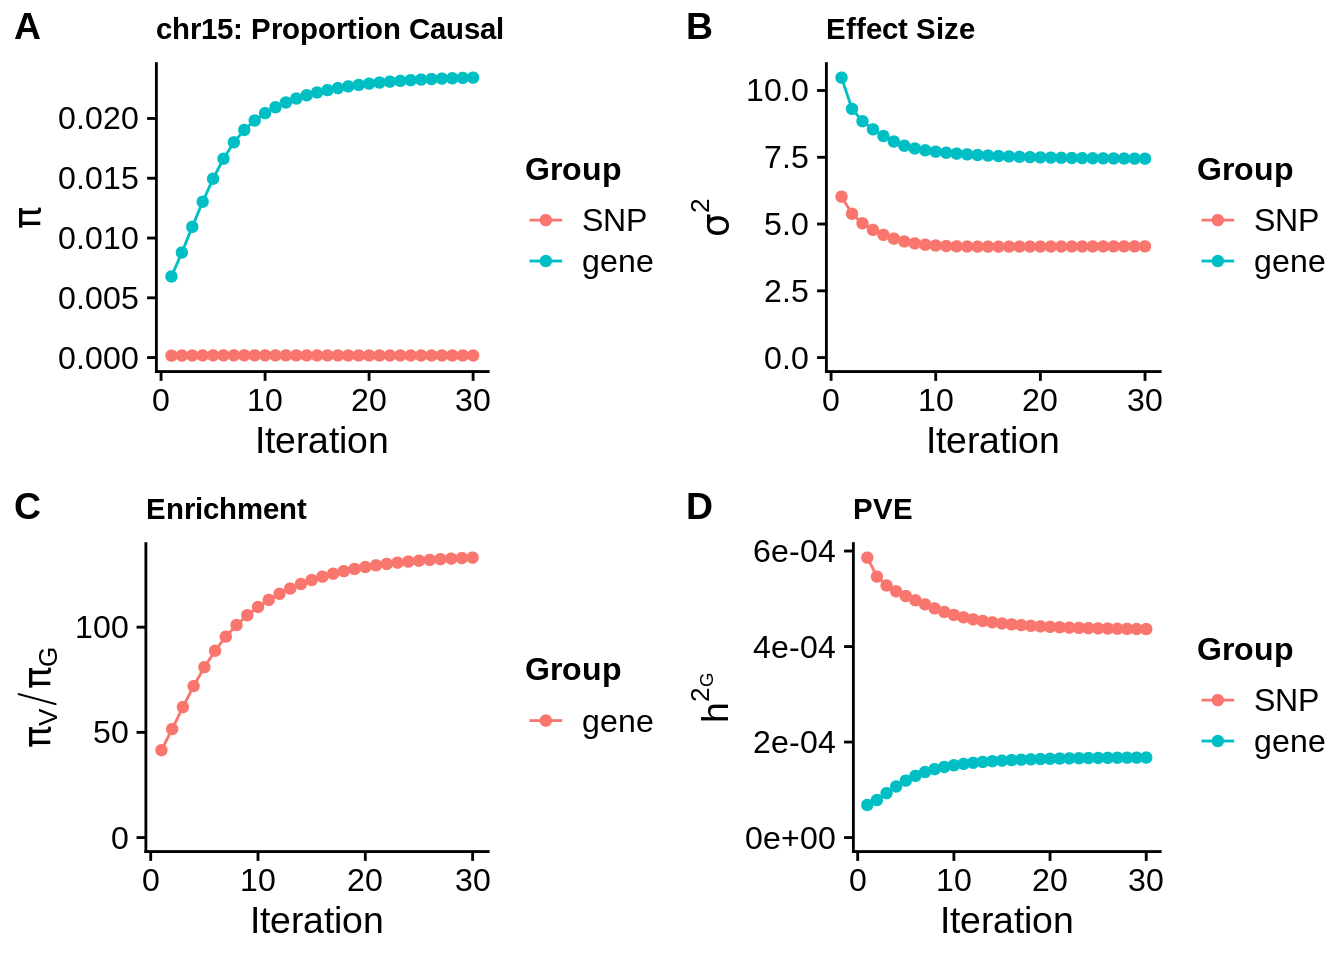 A
chr15: Proportion Causal
π
0.020
0.015
0.010
0.005
0.000
0 10 20 30
Iteration
Group
SNP
gene
B
Effect Size
σ²
10.0
7.5
5.0
2.5
0.0
0 10 20 30
Iteration
Group
SNP
gene
C
Enrichment
πV/πG
100
50
0
0 10 20 30
Iteration
Group
gene
D
PVE
h2G
6e-04
4e-04
2e-04
0e+00
0 10 20 30
Iteration
Group
SNP
gene